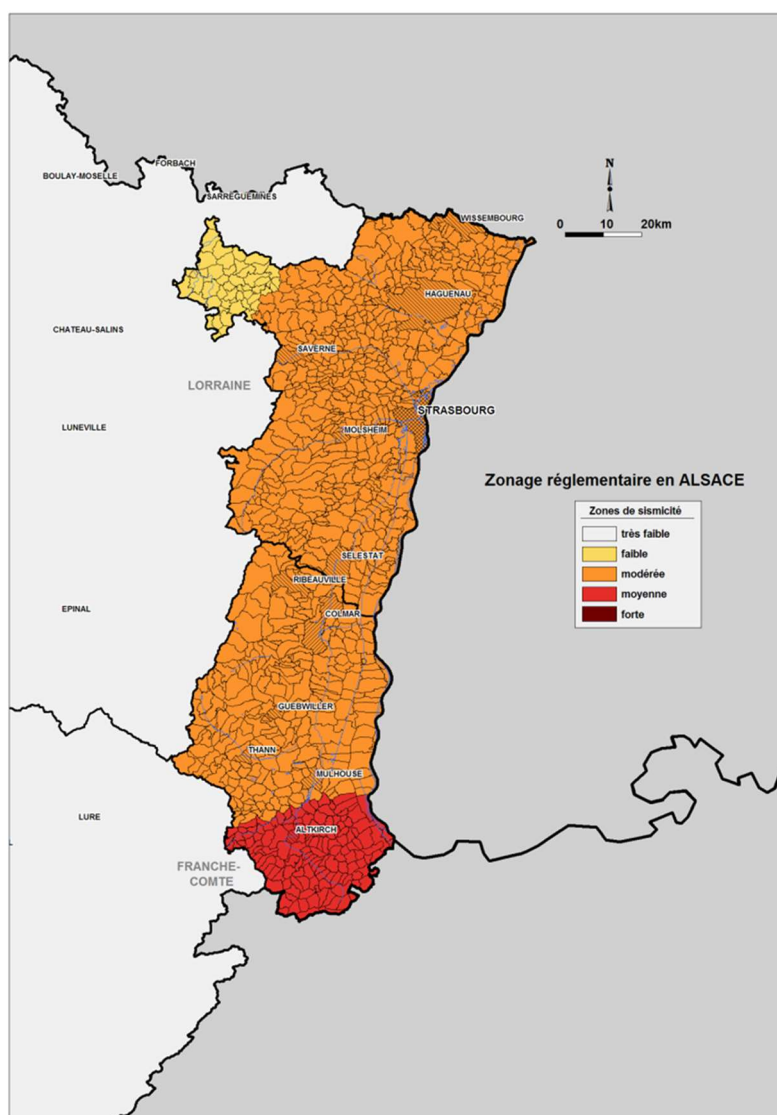 FORBACH
BOULAY-MOSELLE
SARREGUEMINES
N
WISSEMBOURG
0 10 20km
HAGUENAU
CHATEAU-SALINS
SAVERNE
LORRAINE
STRASBOURG
LUNEVILLE
MOLSHEIM
Zonage réglementaire en ALSACE
Zones de sismicité
très faible
faible
modérée
moyenne
forte
SELESTAT
RIBEAUVILLE
EPINAL
COLMAR
GUEBWILLER
THANN
MULHOUSE
LURE
ALTKIRCH
FRANCHE-
COMTE